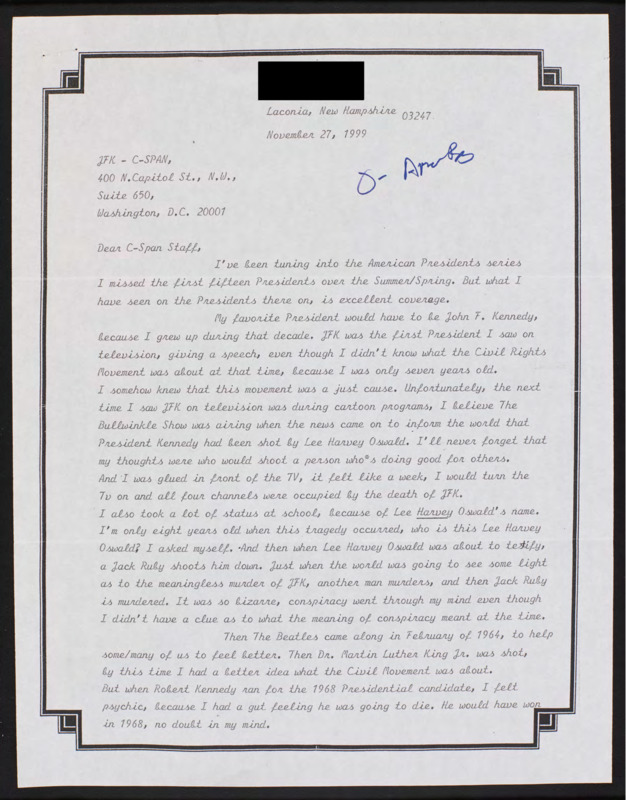 Laconia, New Hampshire 03247
November 27, 1999
JFK - C-SPAN,
400 N.Capitol St., N.W.,
Suite 650,
Washington, D.C. 20001
Dear C-Span Staff,
I've been tuning into the American Presidents series
I missed the first fifteen Presidents over the Summer/Spring. But what I
have seen on the Presidents there on, is excellent coverage.
My favorite President would have to be John F. Kennedy,
because I grew up during that decade. JFK was the first President I saw on
television, giving a speech, even though I didn't know what the Civil Rights
Movement was about at that time, because I was only seven years old.
I somehow knew that this movement was a just cause. Unfortunately, the next
time I saw JFK on television was during cartoon programs, I believe The
Bullwinkle Show was airing when the news came on to inform the world that
President Kennedy had been shot by Lee Harvey Oswald. I'll never forget that
my thoughts were who would shoot a person who's doing good for others.
And I was glued in front of the TV, it felt like a week, I would turn the
Tv on and all four channels were occupied by the death of JFK.
I also took a lot of status at school, because of Lee Harvey Oswald's name.
I'm only eight years old when this tragedy occurred, who is this Lee Harvey
Oswald? I asked myself. And then when Lee Harvey Oswald was about to testify,
a Jack Ruby shoots him down. Just when the world was going to see some light
as to the meaningless murder of JFK, another man murders, and then Jack Ruby
is murdered. It was so bizarre, conspiracy went through my mind even though
I didn't have a clue as to what the meaning of conspiracy meant at the time.
Then The Beatles came along in February of 1964, to help
some/many of us to feel better. Then Dr. Martin Luther King Jr. was shot,
by this time I had a better idea what the Civil Movement was about.
But when Robert Kennedy ran for the 1968 Presidential candidate, I felt
psychic, because I had a gut feeling he was going to die. He would have won
in 1968, no doubt in my mind.